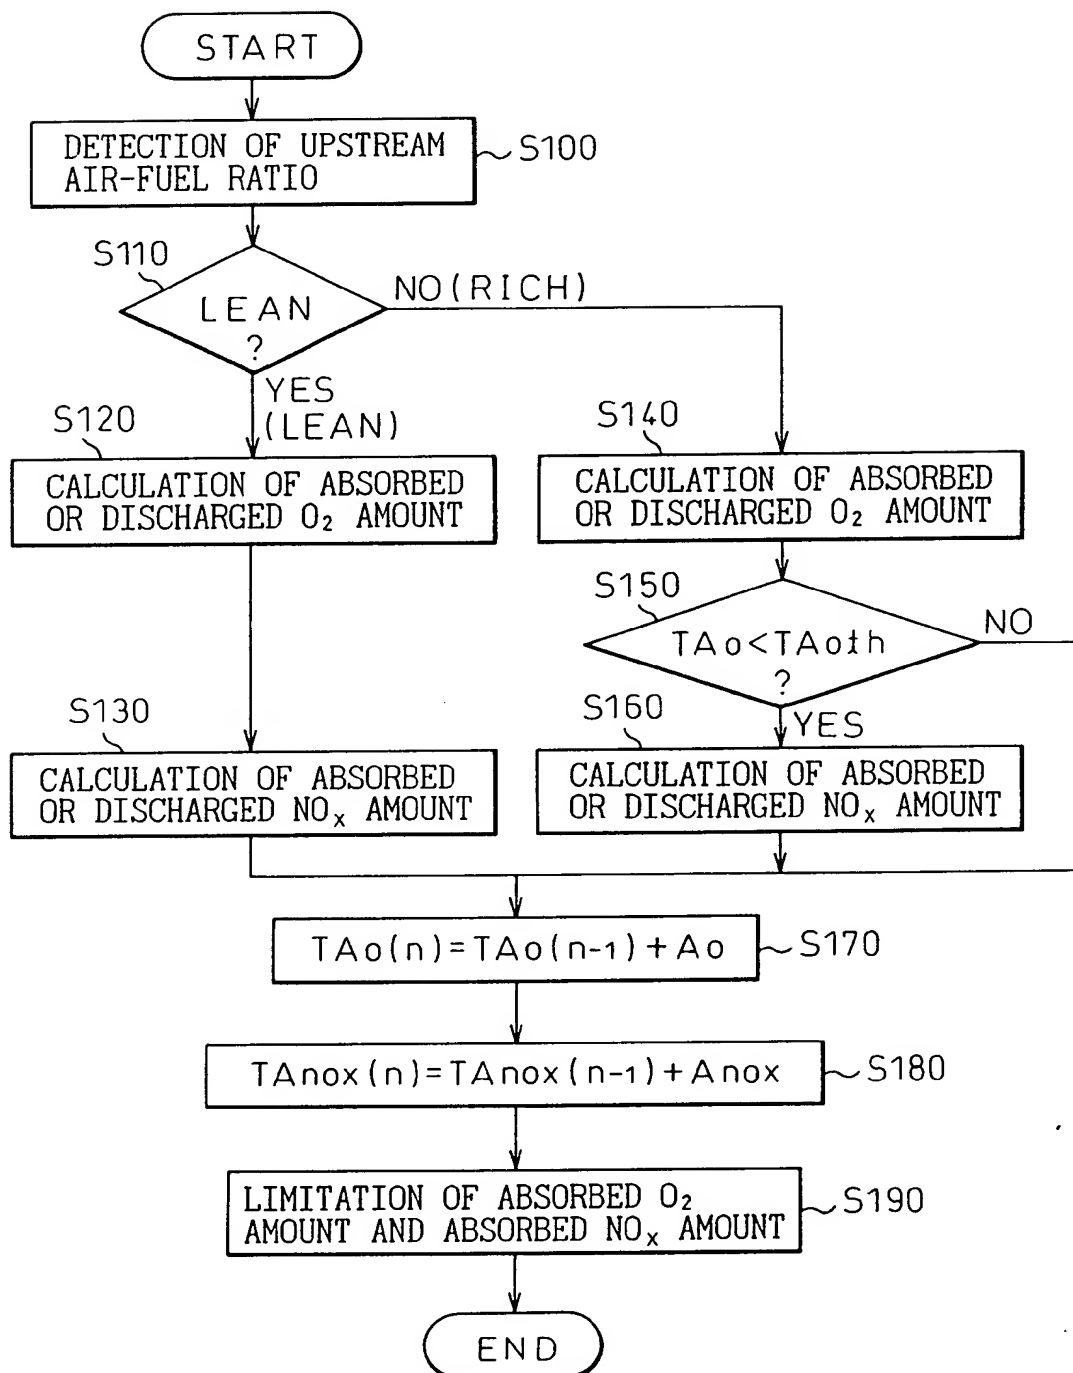 START
DETECTION OF UPSTREAM
AIR-FUEL RATIO
S100
S110
LEAN
?
NO(RICH)
YES
(LEAN)
S120
CALCULATION OF ABSORBED
OR DISCHARGED O₂ AMOUNT
S140
CALCULATION OF ABSORBED
OR DISCHARGED O₂ AMOUNT
S150
TAo<TAoth
?
NO
YES
S130
CALCULATION OF ABSORBED
OR DISCHARGED NOₓ AMOUNT
S160
CALCULATION OF ABSORBED
OR DISCHARGED NOₓ AMOUNT
TAo(n)=TAo(n-1)+Ao
S170
TAnox(n)=TAnox(n-1)+Anox
S180
LIMITATION OF ABSORBED O₂
AMOUNT AND ABSORBED NOₓ AMOUNT
S190
END